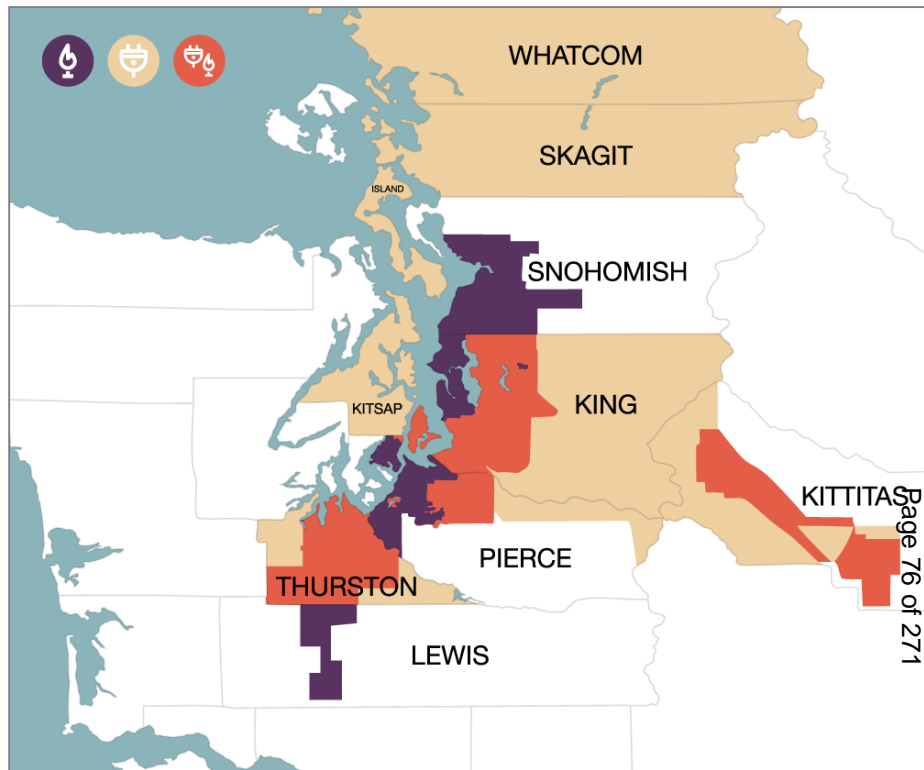 WHATCOM
SKAGIT
ISLAND
SNOHOMISH
KITSAP
KING
KITTITAS
PIERCE
THURSTON
LEWIS
Page 76 of 271